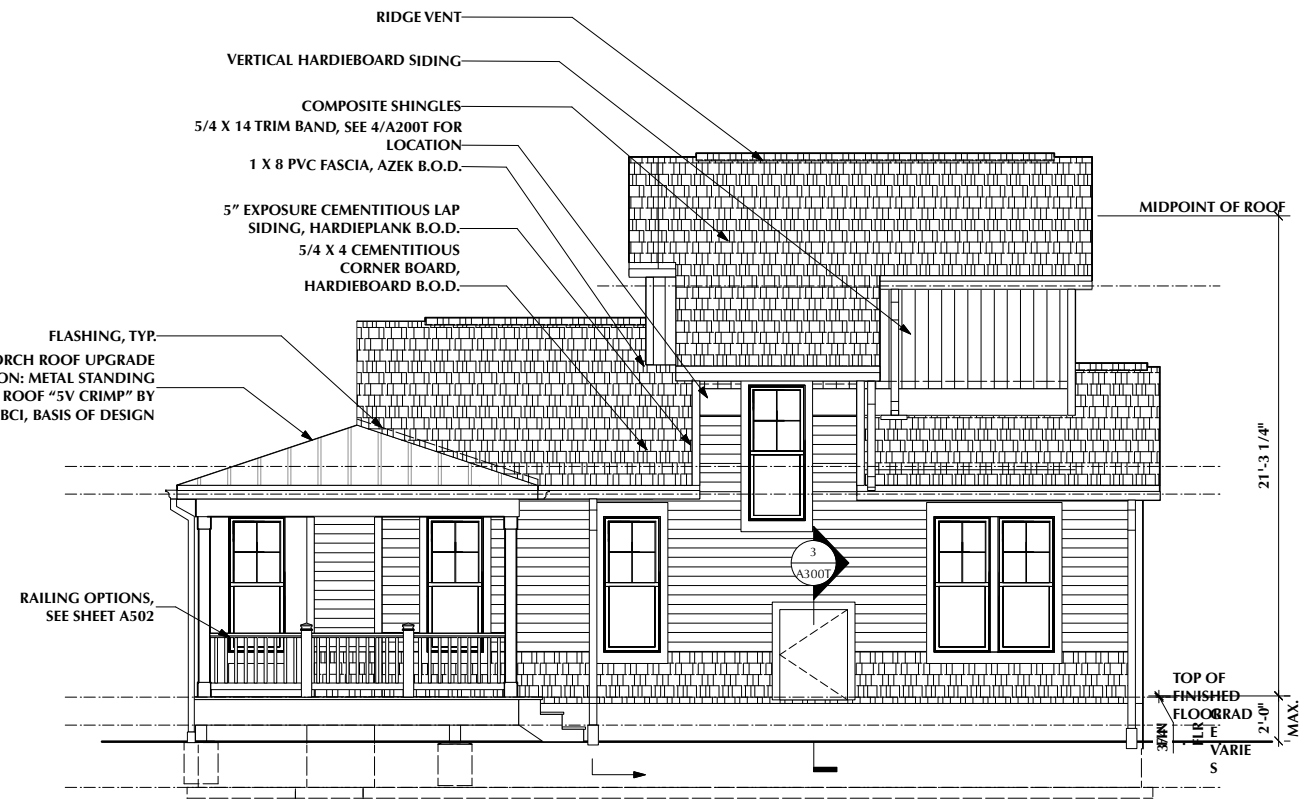 RIDGE VENT
VERTICAL HARDIEBOARD SIDING
COMPOSITE SHINGLES
5/4 X 14 TRIM BAND, SEE 4/A200T FOR
LOCATION
1 X 8 PVC FASCIA, AZEK B.O.D.
5” EXPOSURE CEMENTITIOUS LAP
SIDING, HARDIEPLANK B.O.D.
5/4 X 4 CEMENTITIOUS
CORNER BOARD,
HARDIEBOARD B.O.D.
FLASHING, TYP.
ORCH ROOF UPGRADE
ON: METAL STANDING
ROOF “5V CRIMP” BY
BCI, BASIS OF DESIGN
RAILING OPTIONS,
SEE SHEET A502
MIDPOINT OF ROOF
21'-3 1/4"
3
A300T
TOP OF
FINISHED
FLOOR
2'-0"
MAX.
FLR
VARIE
S